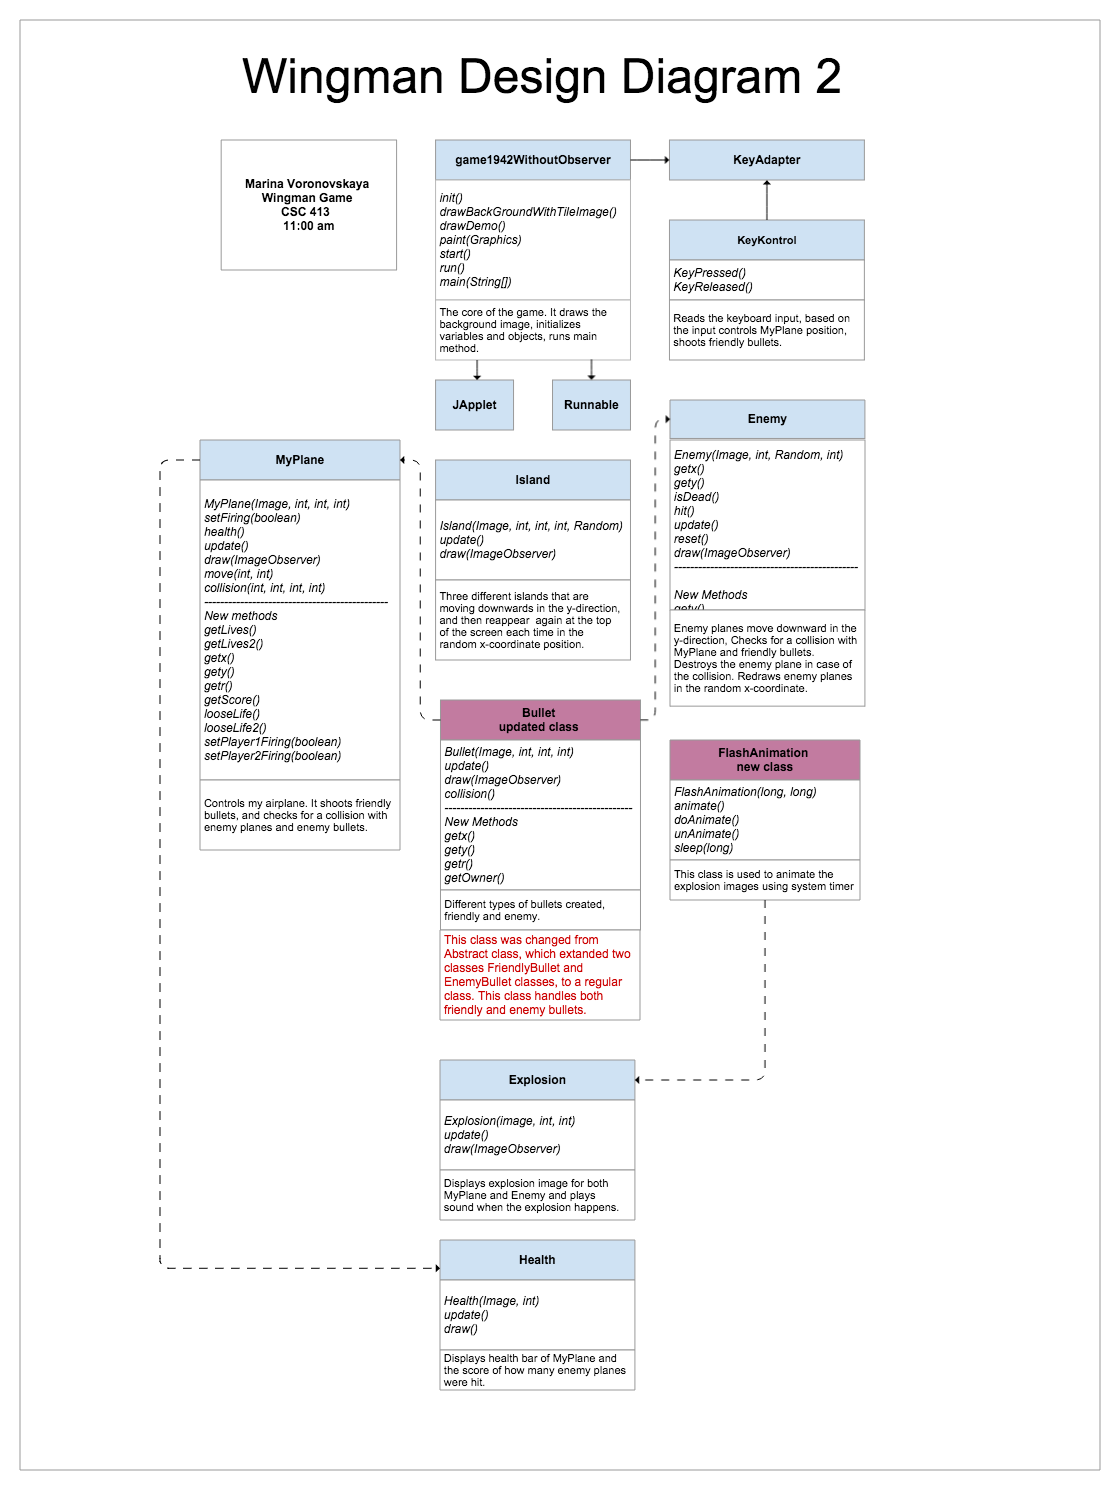 Wingman Design Diagram 2
Marina Voronovskaya
Wingman Game
CSC 413
11:00 am
game1942WithoutObserver
init()
drawBackGroundWithTileImage()
drawDemo()
paint(Graphics)
start()
run()
main(String[])
The core of the game. It draws the
background image, initializes
variables and objects, runs main
method.
KeyAdapter
KeyKontrol
KeyPressed()
KeyReleased()
Reads the keyboard input, based on
the input controls MyPlane position,
shoots friendly bullets.
JApplet
Runnable
Enemy
Enemy(Image, int, Random, int)
getx()
gety()
isDead()
hit()
update()
reset()
draw(ImageObserver)
----------------------------------------------
New Methods
getv()
Enemy planes move downward in the
y-direction, Checks for a collision with
MyPlane and friendly bullets.
Destroys the enemy plane in case of
the collision. Redraws enemy planes
in the random x-coordinate.
MyPlane
MyPlane(Image, int, int, int)
setFiring(boolean)
health()
update()
draw(ImageObserver)
move(int, int)
collision(int, int, int, int)
----------------------------------------------
New methods
getLives()
getLives2()
getx()
gety()
getr()
getScore()
looseLife()
looseLife2()
setPlayer1Firing(boolean)
setPlayer2Firing(boolean)
Controls my airplane. It shoots friendly
bullets, and checks for a collision with
enemy planes and enemy bullets.
Island
Island(Image, int, int, int, Random)
update()
draw(ImageObserver)
Three different islands that are
moving downwards in the y-direction,
and then reappear  again at the top
of the screen each time in the
random x-coordinate position.
Bullet
updated class
Bullet(Image, int, int, int)
update()
draw(ImageObserver)
collision()
-----------------------------------------------
New Methods
getx()
gety()
getr()
getOwner()
Different types of bullets created,
friendly and enemy.
This class was changed from
Abstract class, which extanded two
classes FriendlyBullet and
EnemyBullet classes, to a regular
class. This class handles both
friendly and enemy bullets.
FlashAnimation
new class
FlashAnimation(long, long)
animate()
doAnimate()
unAnimate()
sleep(long)
This class is used to animate the
explosion images using system timer
Explosion
Explosion(image, int, int)
update()
draw(ImageObserver)
Displays explosion image for both
MyPlane and Enemy and plays
sound when the explosion happens.
Health
Health(Image, int)
update()
draw()
Displays health bar of MyPlane and
the score of how many enemy planes
were hit.